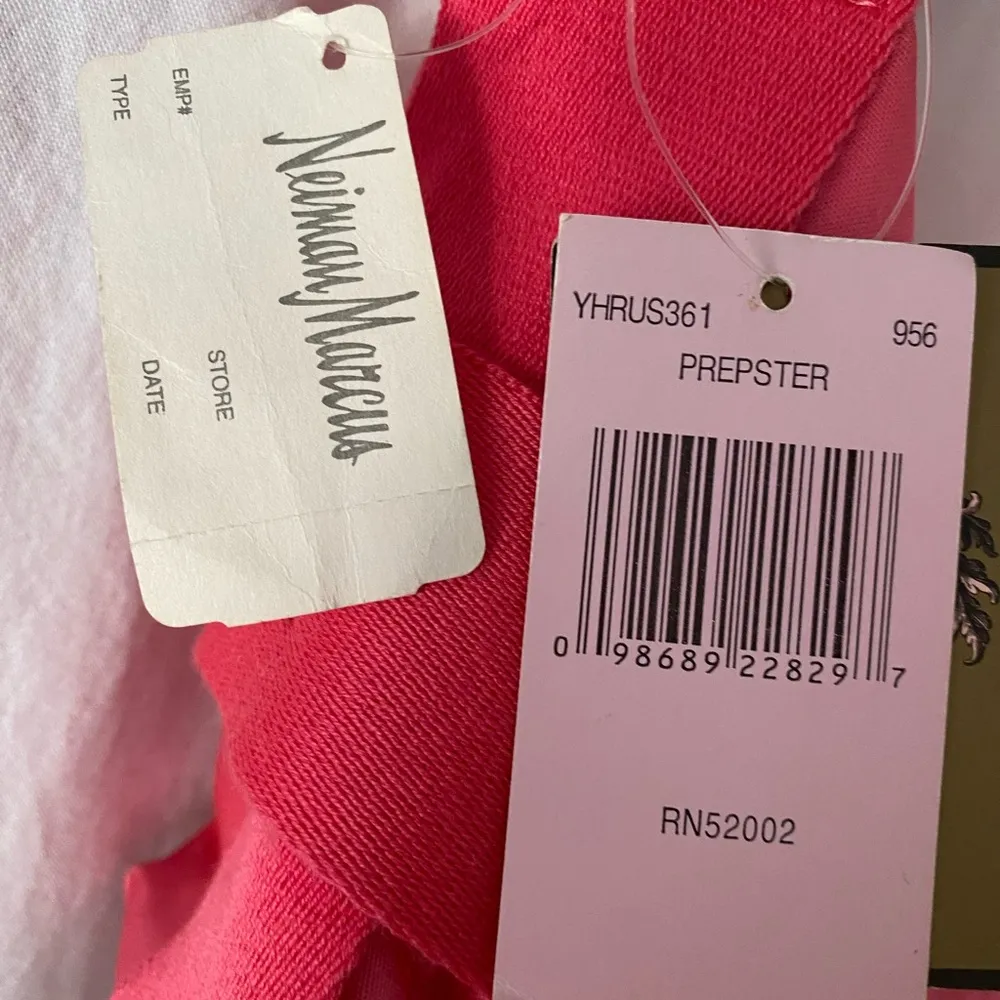 Neiman Marcus
EMP#
STORE
TYPE
DATE
YHRUS361
956
PREPSTER
0 98689 22829 7
RN52002